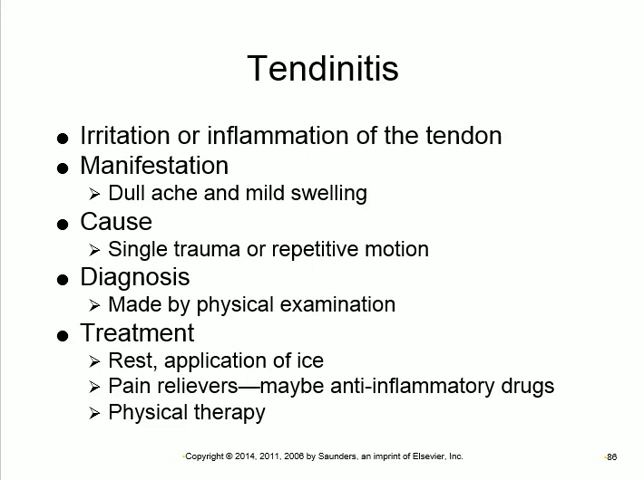 Tendinitis
● Irritation or inflammation of the tendon
● Manifestation
➢ Dull ache and mild swelling
● Cause
➢ Single trauma or repetitive motion
● Diagnosis
➢ Made by physical examination
● Treatment
➢ Rest, application of ice
➢ Pain relievers—maybe anti-inflammatory drugs
➢ Physical therapy
Copyright © 2014, 2011, 2006 by Saunders, an imprint of Elsevier, Inc.
86